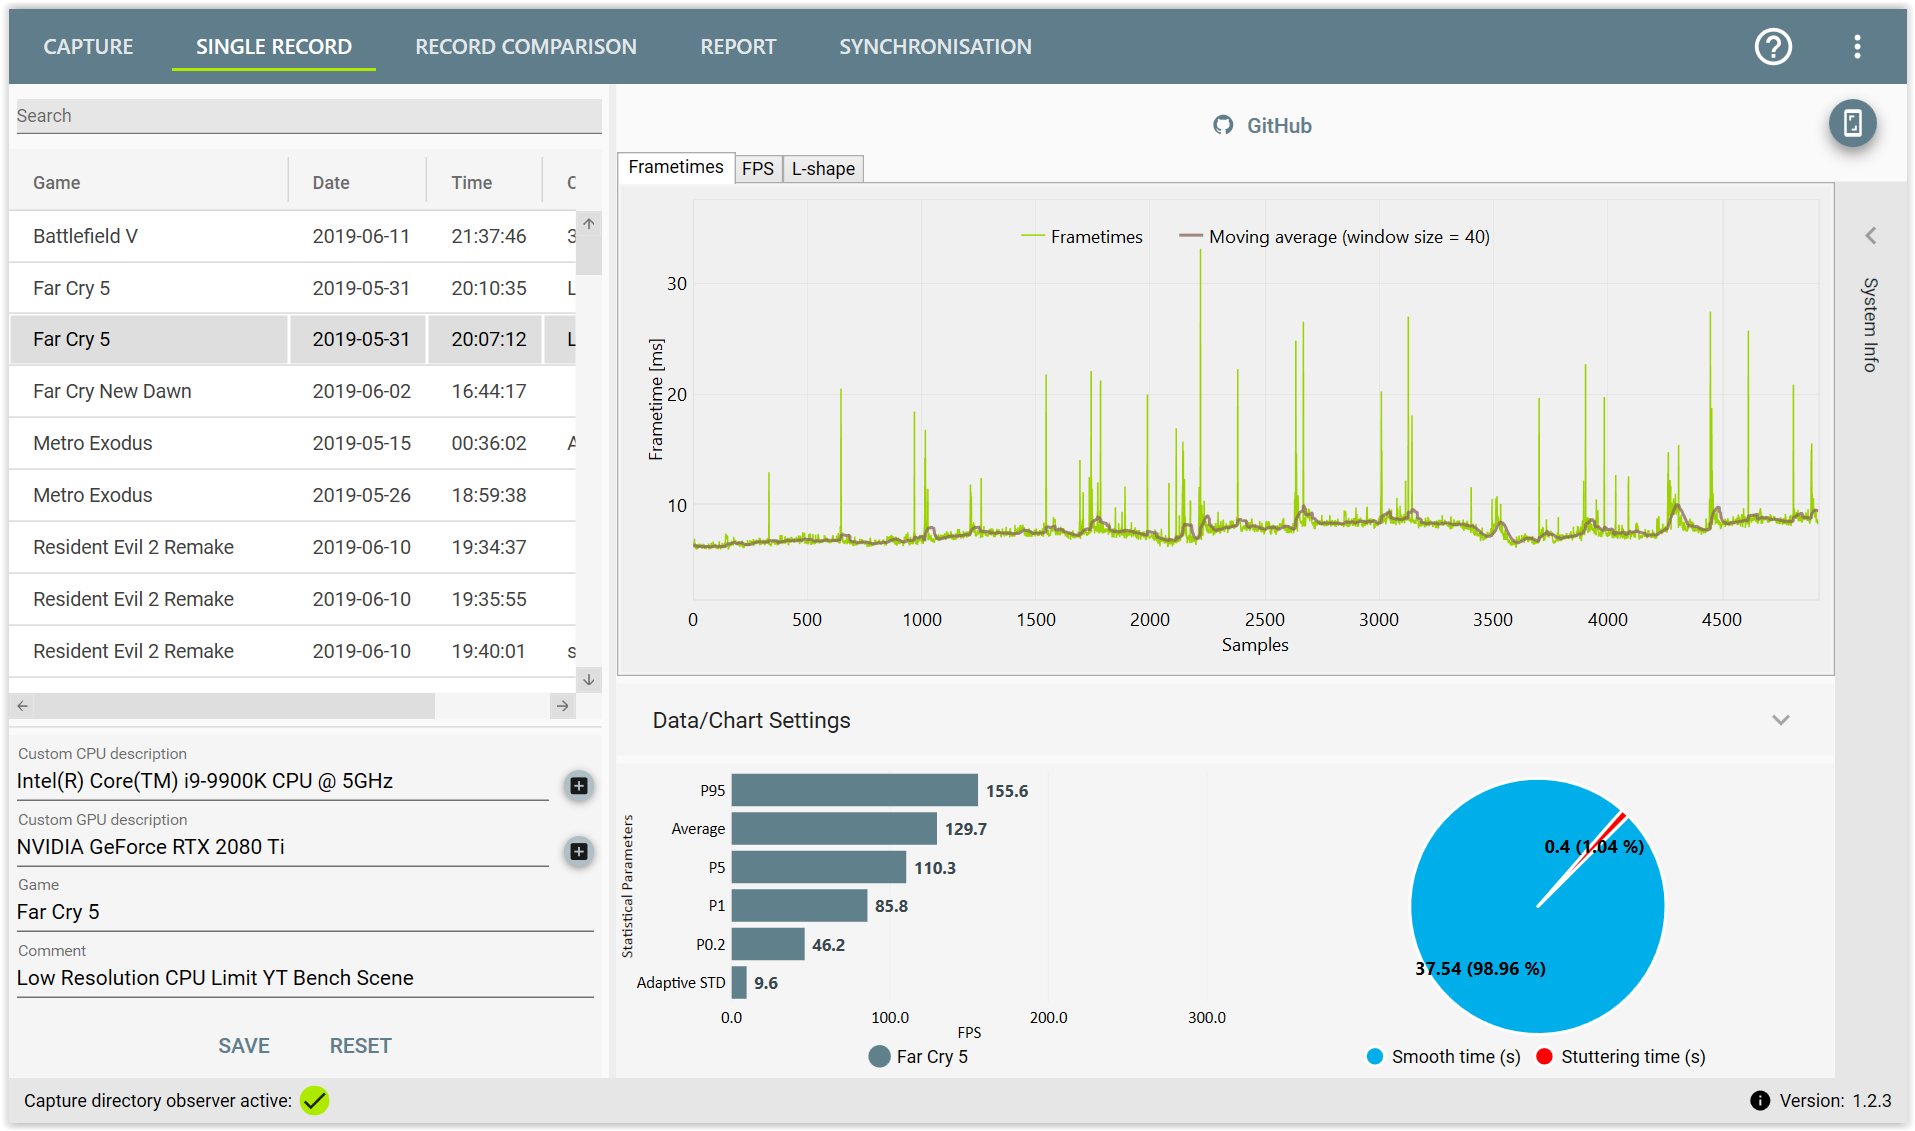 CAPTURE SINGLE RECORD RECORD COMPARISON REPORT SYNCHRONISATION
Search
GitHub
Game Date Time
Battlefield V 2019-06-11 21:37:46 3
Far Cry 5 2019-05-31 20:10:35 L
Far Cry 5 2019-05-31 20:07:12 L
Far Cry New Dawn 2019-06-02 16:44:17
Metro Exodus 2019-05-15 00:36:02 A
Metro Exodus 2019-05-26 18:59:38
Resident Evil 2 Remake 2019-06-10 19:34:37
Resident Evil 2 Remake 2019-06-10 19:35:55
Resident Evil 2 Remake 2019-06-10 19:40:01 s
Custom CPU description
Intel(R) Core(TM) i9-9900K CPU @ 5GHz
Custom GPU description
NVIDIA GeForce RTX 2080 Ti
Game
Far Cry 5
Comment
Low Resolution CPU Limit YT Bench Scene
SAVE RESET
Frametimes FPS L-shape
Frametimes Moving average (window size = 40)
Frametime [ms]
30
20
10
0 500 1000 1500 2000 2500 3000 3500 4000 4500
Samples
System Info
Data/Chart Settings
Statistical Parameters
P95 155.6
Average 129.7
P5 110.3
P1 85.8
P0.2 46.2
Adaptive STD 9.6
0.0 100.0 200.0 300.0
FPS
Far Cry 5
0.4 (1.04 %)
37.54 (98.96 %)
Smooth time (s) Stuttering time (s)
Capture directory observer active:
Version: 1.2.3